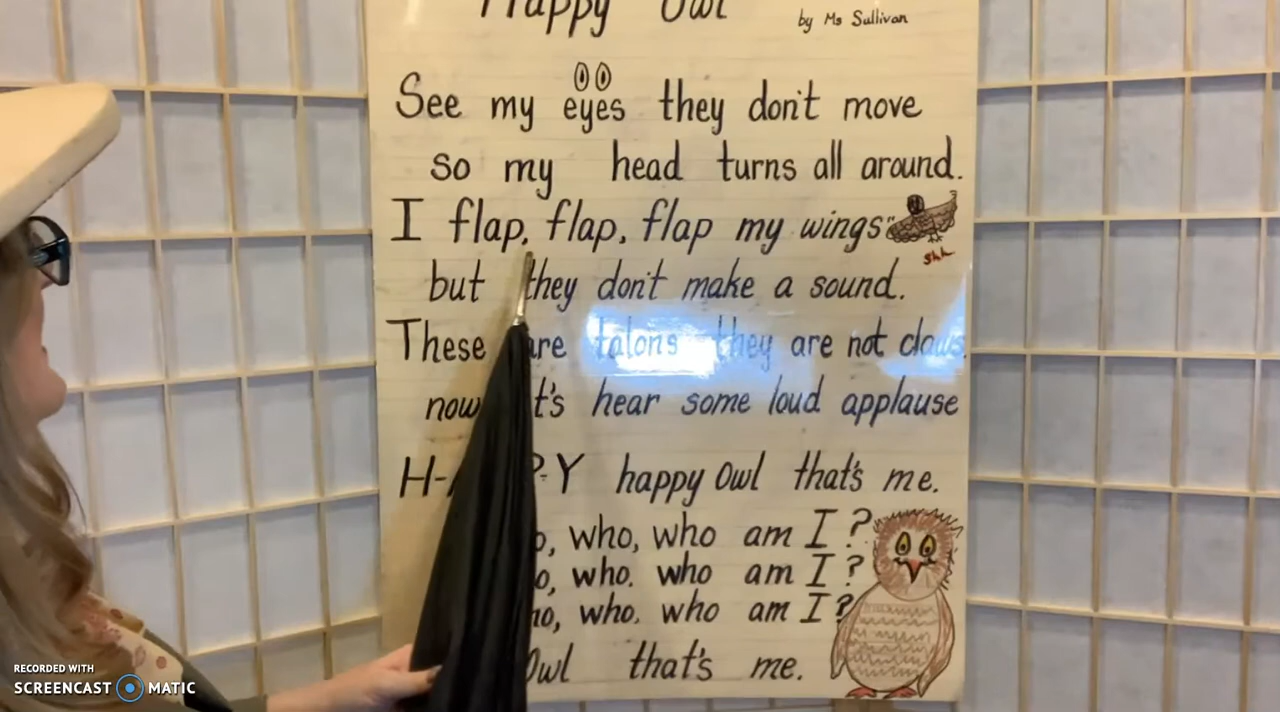 Happy Owl by Ms Sullivan
See my eyes they don't move
so my head turns all around.
I flap, flap, flap my wings
shh
but they don't make a sound.
These are talons they are not claws.
now t's hear some loud applause
H- P-Y happy Owl that's me.
o, who, who am I?
o, who. who am I?
ho, who. who am I?
Owl that's me.
RECORDED WITH
SCREENCAST MATIC